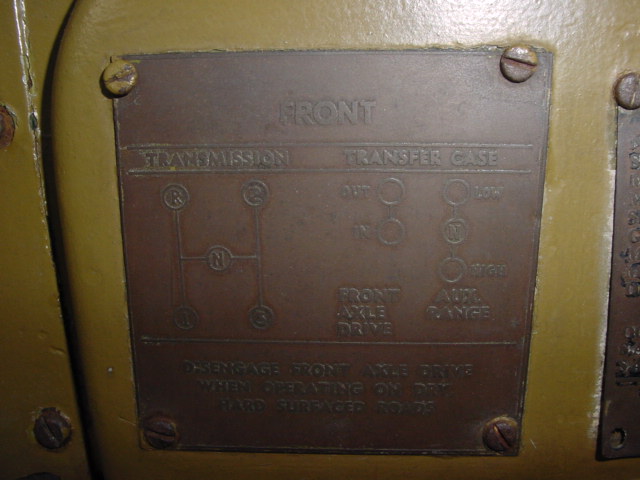 FRONT
TRANSMISSION TRANSFER CASE
R 2 OUT LOW
N IN N
HIGH
1 3
FRONT AXLE DRIVE
AUX. RANGE
DISENGAGE FRONT AXLE DRIVE
WHEN OPERATING ON DRY
HARD SURFACED ROADS